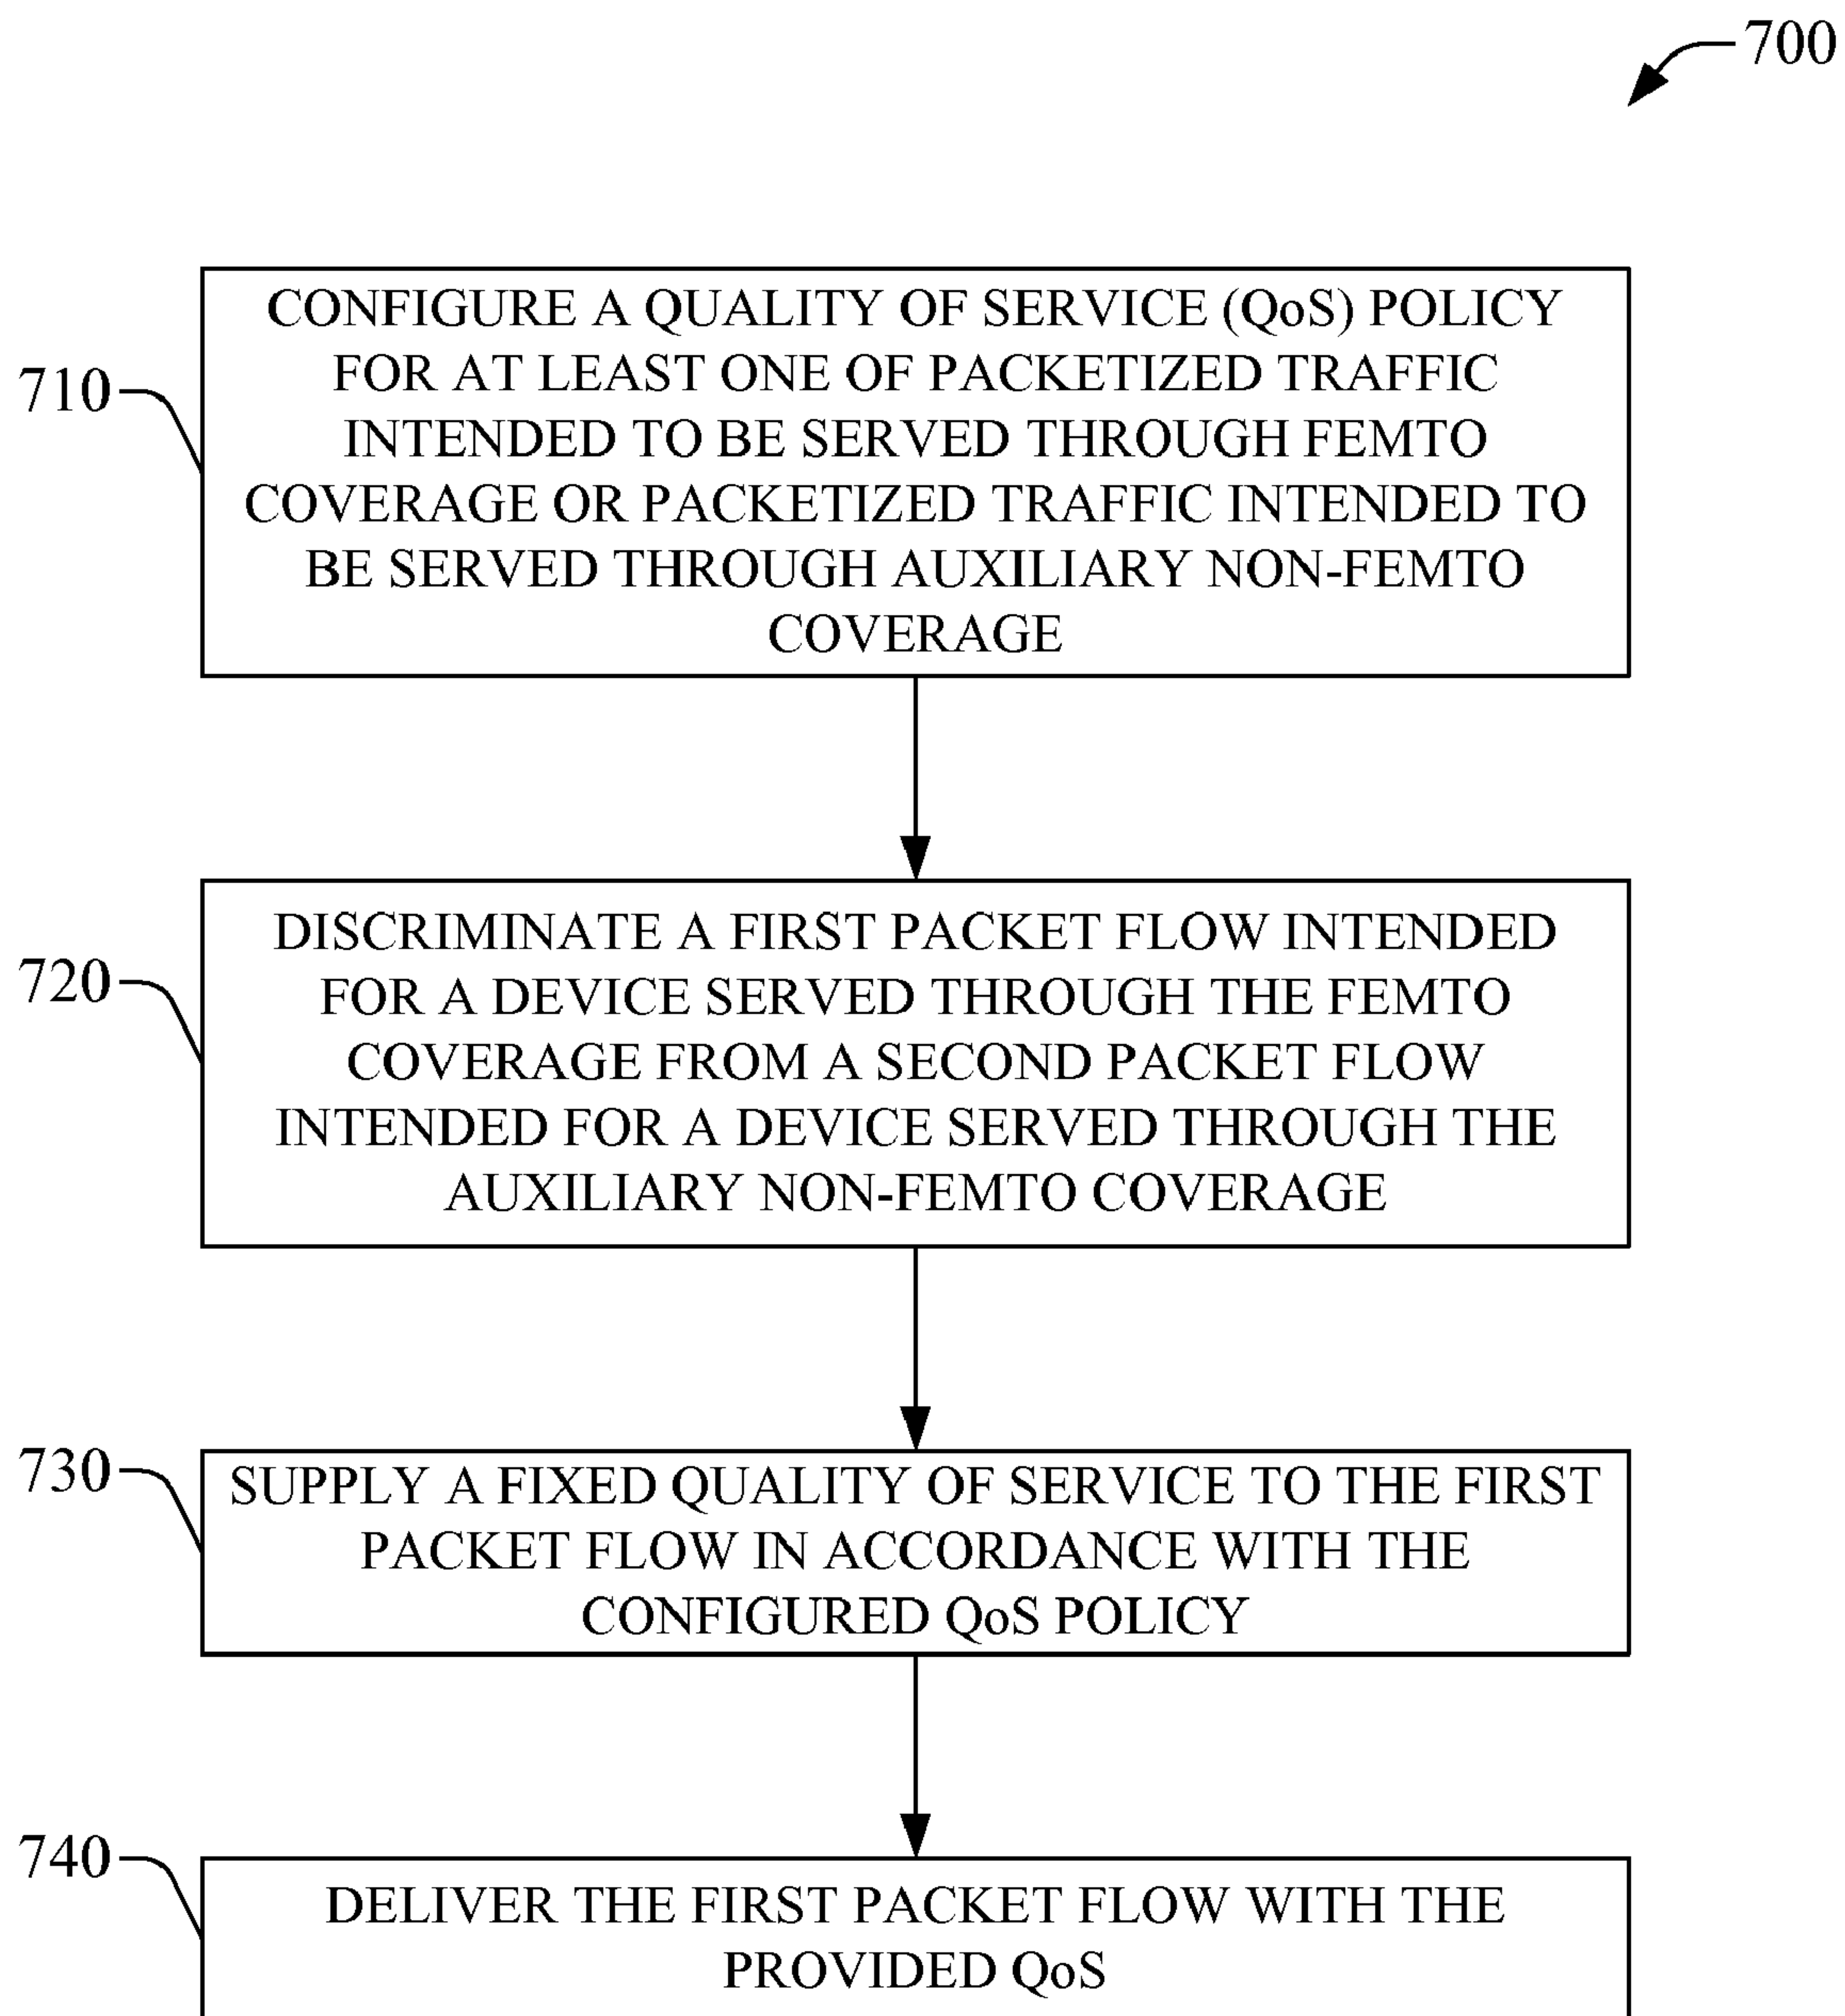 700
710
CONFIGURE A QUALITY OF SERVICE (QoS) POLICY
FOR AT LEAST ONE OF PACKETIZED TRAFFIC
INTENDED TO BE SERVED THROUGH FEMTO
COVERAGE OR PACKETIZED TRAFFIC INTENDED TO
BE SERVED THROUGH AUXILIARY NON-FEMTO
COVERAGE
720
DISCRIMINATE A FIRST PACKET FLOW INTENDED
FOR A DEVICE SERVED THROUGH THE FEMTO
COVERAGE FROM A SECOND PACKET FLOW
INTENDED FOR A DEVICE SERVED THROUGH THE
AUXILIARY NON-FEMTO COVERAGE
730
SUPPLY A FIXED QUALITY OF SERVICE TO THE FIRST
PACKET FLOW IN ACCORDANCE WITH THE
CONFIGURED QoS POLICY
740
DELIVER THE FIRST PACKET FLOW WITH THE
PROVIDED QoS